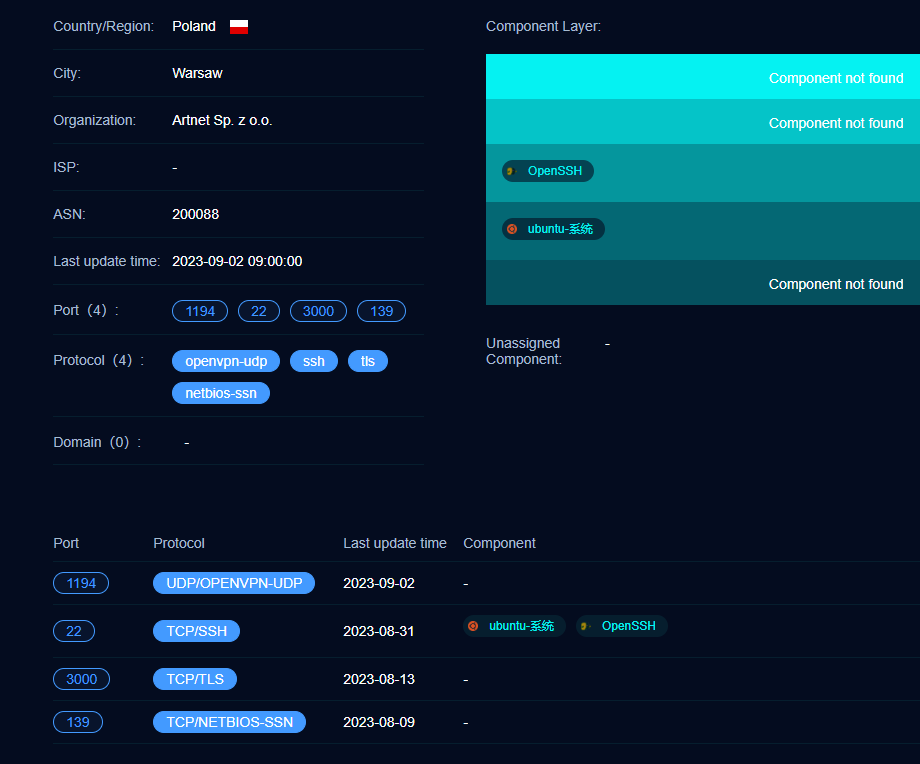 Country/Region: Poland
City: Warsaw
Organization: Artnet Sp. z o.o.
ISP: -
ASN: 200088
Last update time: 2023-09-02 09:00:00
Port（4）: 1194 22 3000 139
Protocol（4）: openvpn-udp ssh tls
netbios-ssn
Domain（0）: -
Component Layer:
Component not found
Component not found
OpenSSH
ubuntu-系统
Component not found
Unassigned -
Component:
Port Protocol Last update time Component
1194 UDP/OPENVPN-UDP 2023-09-02 -
22 TCP/SSH 2023-08-31 ubuntu-系统 OpenSSH
3000 TCP/TLS 2023-08-13 -
139 TCP/NETBIOS-SSN 2023-08-09 -